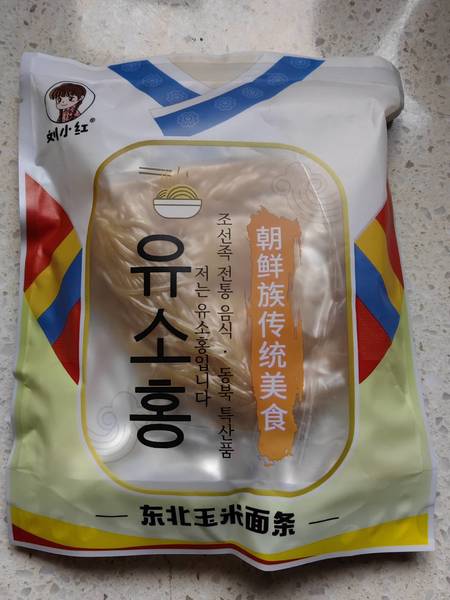 刘小红®
유소홍
조선족 전통 음식 · 동북 특산품
저는 유소홍입니다
朝鲜族传统美食
东北玉米面条